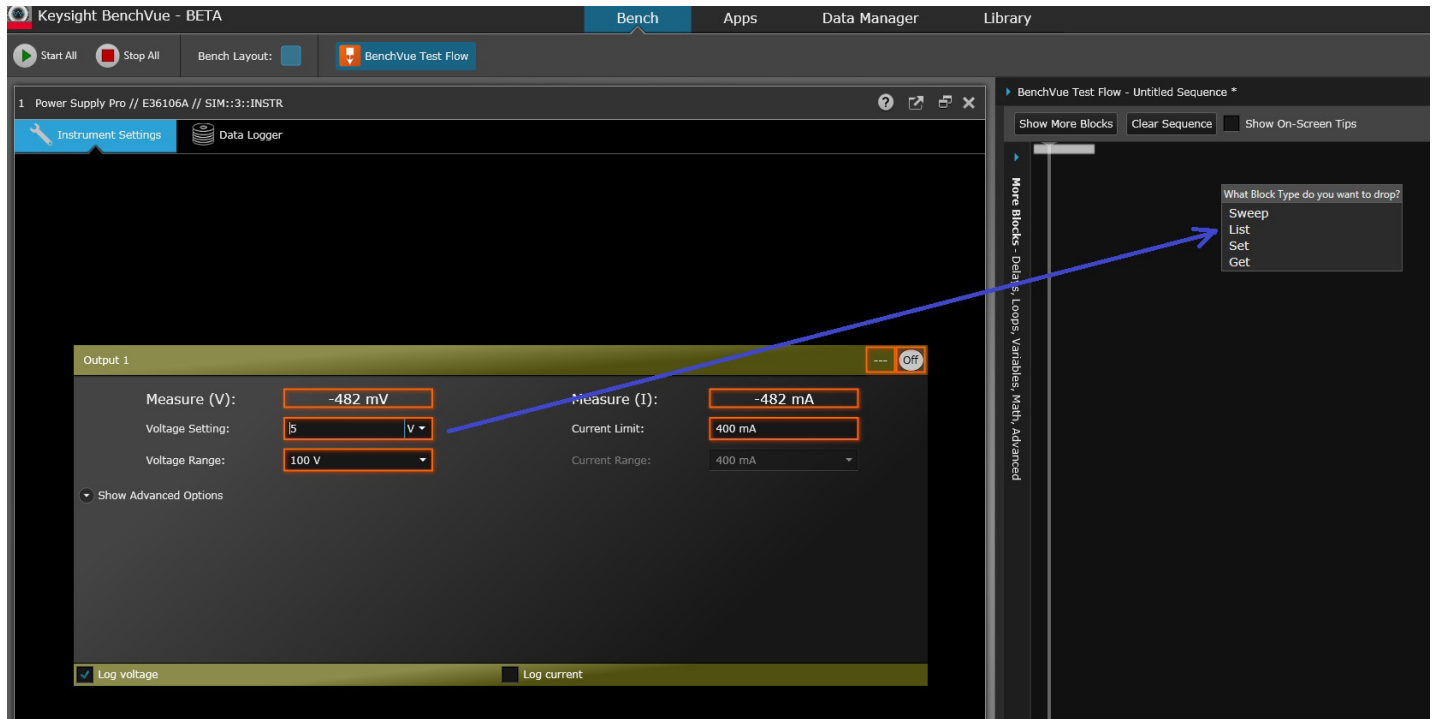 Keysight BenchVue - BETA
Bench
Apps
Data Manager
Library
Start All
Stop All
Bench Layout:
BenchVue Test Flow
1 Power Supply Pro // E36106A // SIM::3::INSTR
Instrument Settings
Data Logger
Output 1
---
Off
Measure (V):
-482 mV
Measure (I):
-482 mA
Voltage Setting:
5
V
Current Limit:
400 mA
Voltage Range:
100 V
Current Range:
400 mA
Show Advanced Options
Log voltage
Log current
BenchVue Test Flow - Untitled Sequence *
Show More Blocks
Clear Sequence
Show On-Screen Tips
More Blocks - Delays, Loops, Variables, Math, Advanced
What Block Type do you want to drop?
Sweep
List
Set
Get